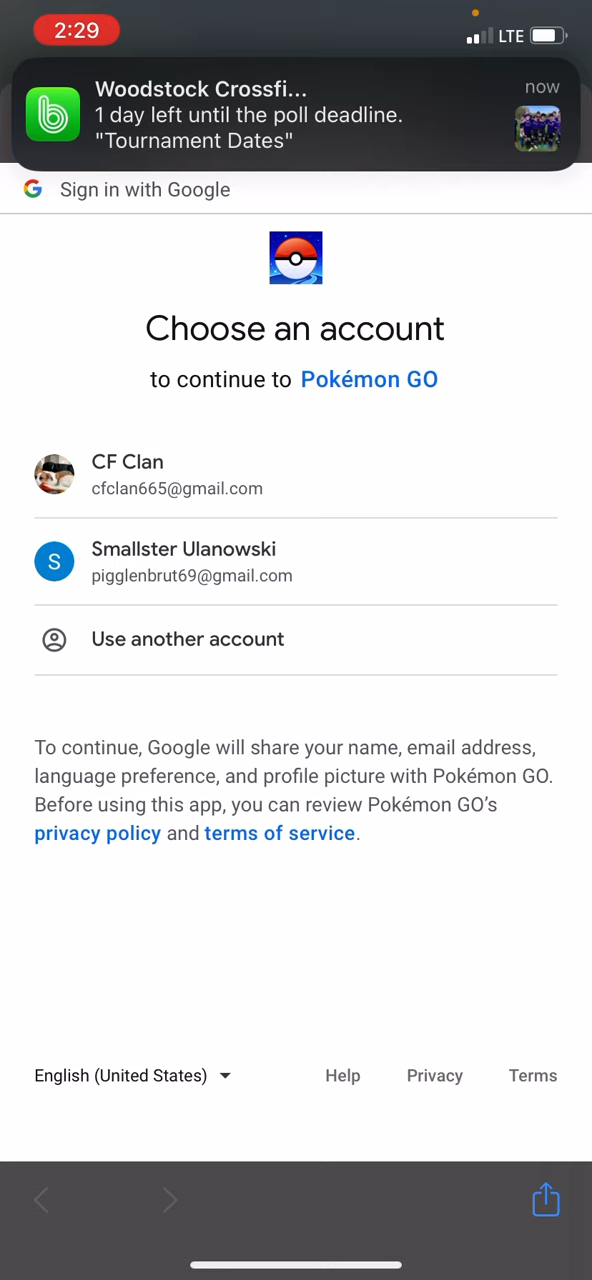 2:29
LTE
Woodstock Crossfi...
now
1 day left until the poll deadline.
"Tournament Dates"
Sign in with Google
Choose an account
to continue to Pokémon GO
CF Clan
cfclan665@gmail.com
S
Smallster Ulanowski
pigglenbrut69@gmail.com
Use another account
To continue, Google will share your name, email address,
language preference, and profile picture with Pokémon GO.
Before using this app, you can review Pokémon GO’s
privacy policy and terms of service.
English (United States)
Help
Privacy
Terms